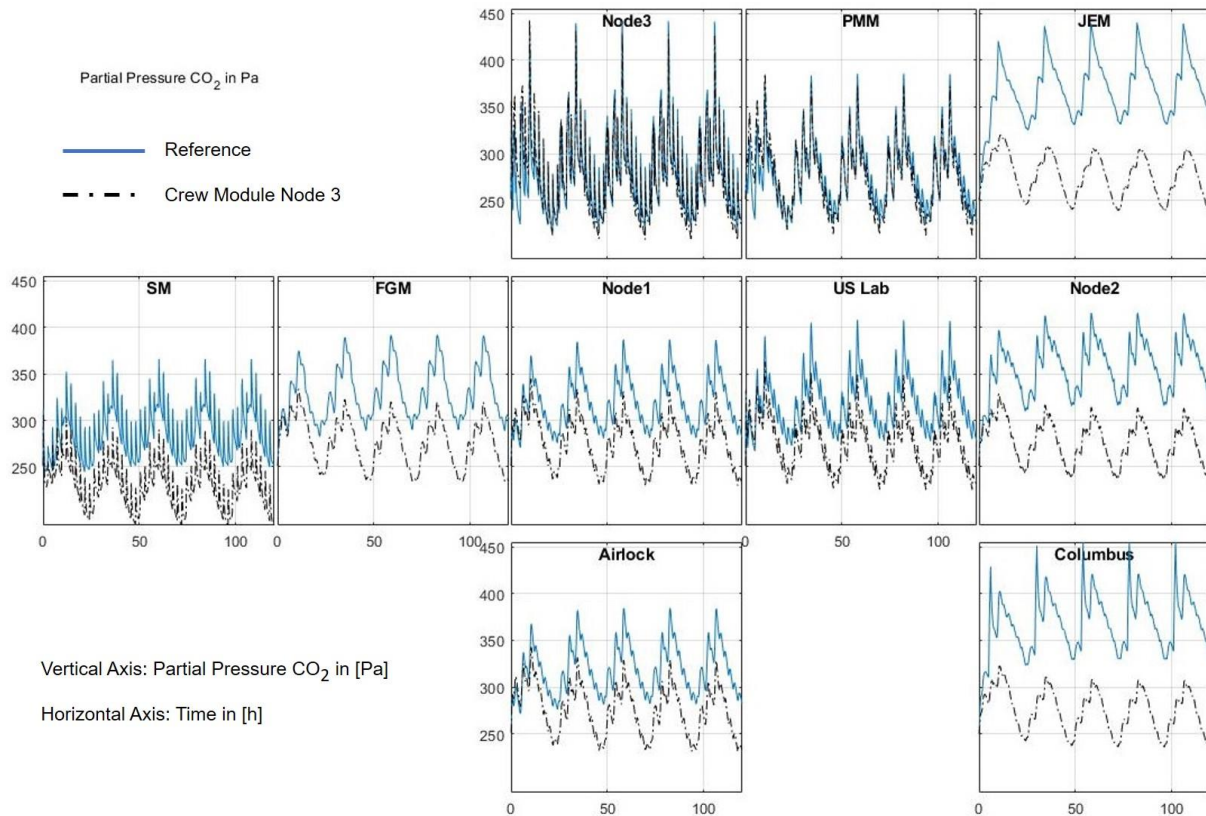 Node3
PMM
JEM
450
400
350
300
250
Partial Pressure CO2 in Pa
Reference
Crew Module Node 3
SM
FGM
Node1
US Lab
Node2
450
400
350
300
250
0
50
100
0
50
100
0
50
100
Airlock
Columbus
450
400
350
300
250
0
100
0
50
100
Vertical Axis: Partial Pressure CO2 in [Pa]
Horizontal Axis: Time in [h]